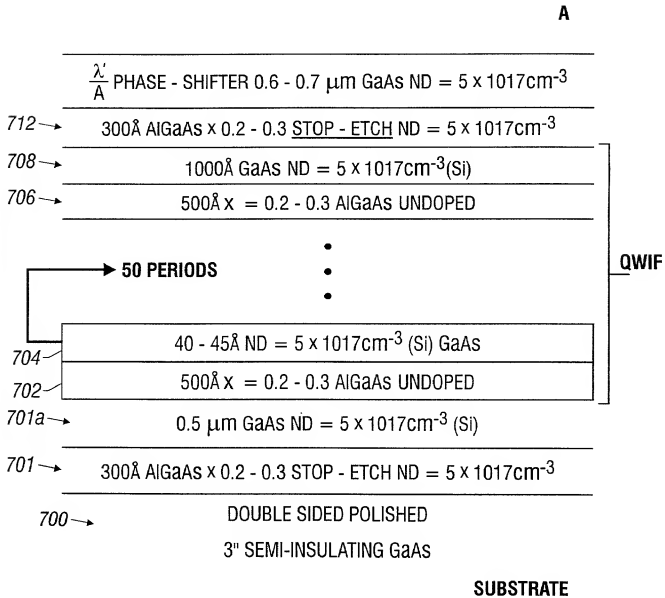 A
λ'/A PHASE - SHIFTER 0.6 - 0.7 μm GaAs ND = 5 x 1017cm-3
712 300Å AlGaAs x 0.2 - 0.3 STOP - ETCH ND = 5 x 1017cm-3
708 1000Å GaAs ND = 5 x 1017cm-3(Si)
706 500Å x = 0.2 - 0.3 AlGaAs UNDOPED
50 PERIODS
QWIF
704 40 - 45Å ND = 5 x 1017cm-3 (Si) GaAs
702 500Å x = 0.2 - 0.3 AlGaAs UNDOPED
701a 0.5 μm GaAs ND = 5 x 1017cm-3 (Si)
701 300Å AlGaAs x 0.2 - 0.3 STOP - ETCH ND = 5 x 1017cm-3
700 DOUBLE SIDED POLISHED
3" SEMI-INSULATING GaAs
SUBSTRATE